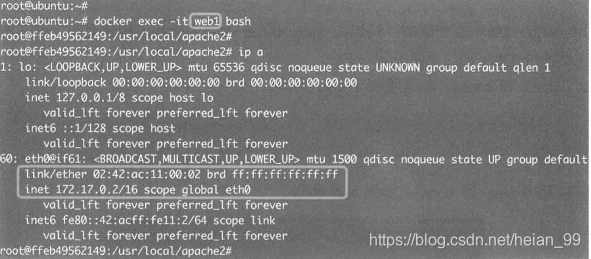 root@ubuntu:~#
root@ubuntu:~# docker exec -it web1 bash
root@ffeb49562149:/usr/local/apache2#
root@ffeb49562149:/usr/local/apache2# ip a
1: lo: <LOOPBACK,UP,LOWER_UP> mtu 65536 qdisc noqueue state UNKNOWN group default qlen 1
link/loopback 00:00:00:00:00:00 brd 00:00:00:00:00:00
inet 127.0.0.1/8 scope host lo
valid_lft forever preferred_lft forever
inet6 ::1/128 scope host
valid_lft forever preferred_lft forever
60: eth0@if61: <BROADCAST,MULTICAST,UP,LOWER_UP> mtu 1500 qdisc noqueue state UP group default
link/ether 02:42:ac:11:00:02 brd ff:ff:ff:ff:ff:ff
inet 172.17.0.2/16 scope global eth0
valid_lft forever preferred_lft forever
inet6 fe80::42:acff:fe11:2/64 scope link
valid_lft forever preferred_lft forever
root@ffeb49562149:/usr/local/apache2#
https://blog.csdn.net/heian_99